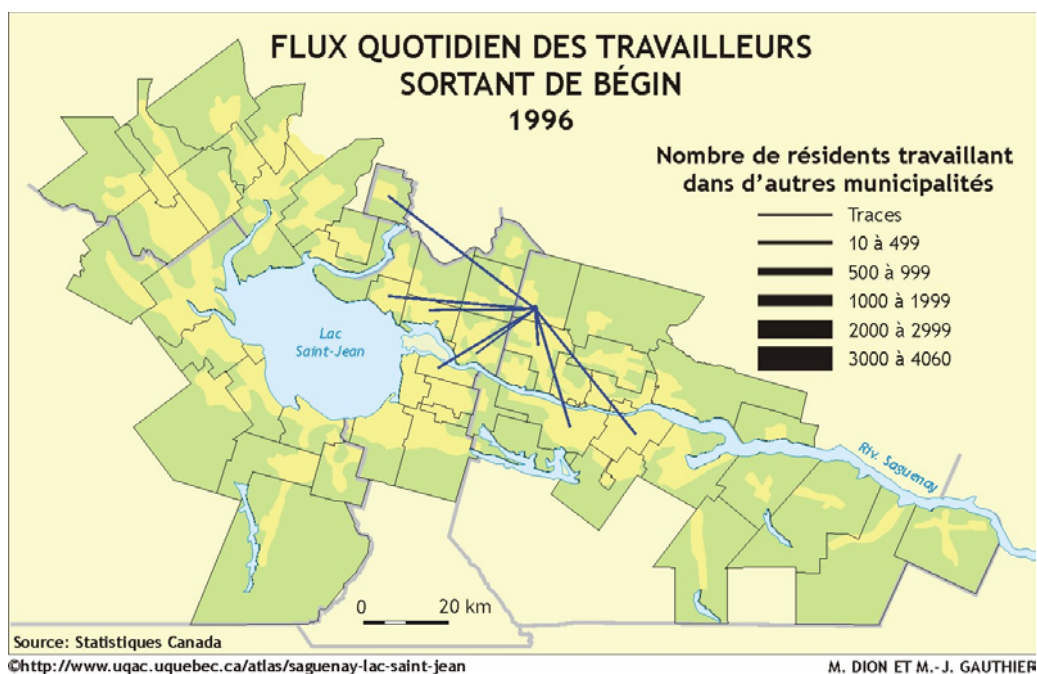 FLUX QUOTIDIEN DES TRAVAILLEURS
SORTANT DE BÉGIN
1996
Nombre de résidents travaillant
dans d'autres municipalités
Traces
10 à 499
500 à 999
1000 à 1999
2000 à 2999
3000 à 4060
Lac
Saint-Jean
Riv. Saguenay
0 20 km
Source: Statistiques Canada
©http://www.uqac.uquebec.ca/atlas/saguenay-lac-saint-jean
M. DION ET M.-J. GAUTHIER